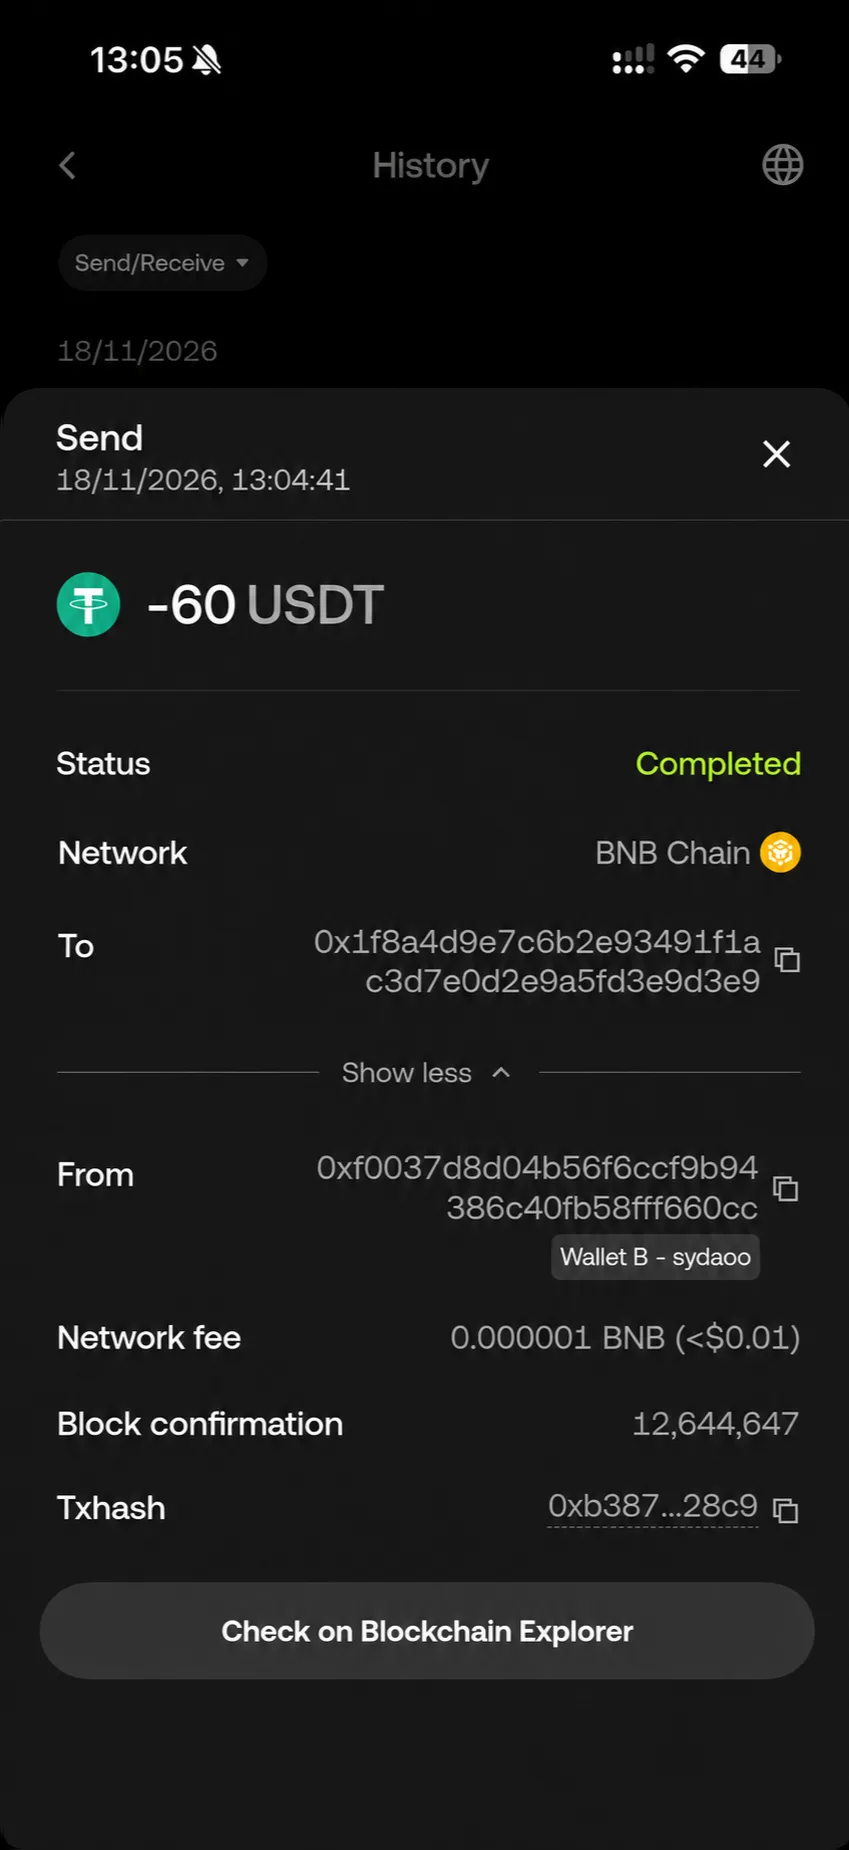 13:05
44
History
Send/Receive
18/11/2026
Send
18/11/2026, 13:04:41
-60 USDT
Status
Completed
Network
BNB Chain
To
0x1f8a4d9e7c6b2e93491f1a
c3d7e0d2e9a5fd3e9d3e9
Show less
From
0xf0037d8d04b56f6ccf9b94
386c40fb58fff660cc
Wallet B - sydaoo
Network fee
0.000001 BNB (<$0.01)
Block confirmation
12,644,647
Txhash
0xb387...28c9
Check on Blockchain Explorer